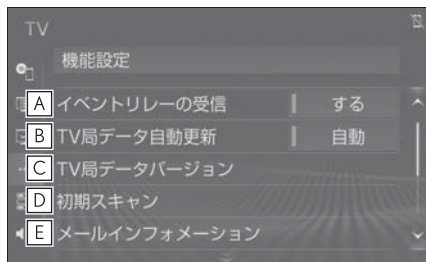 TV
機能設定
A イベントリレーの受信 する
B TV局データ自動更新 自動
C TV局データバージョン
D 初期スキャン
E メールインフォメーション